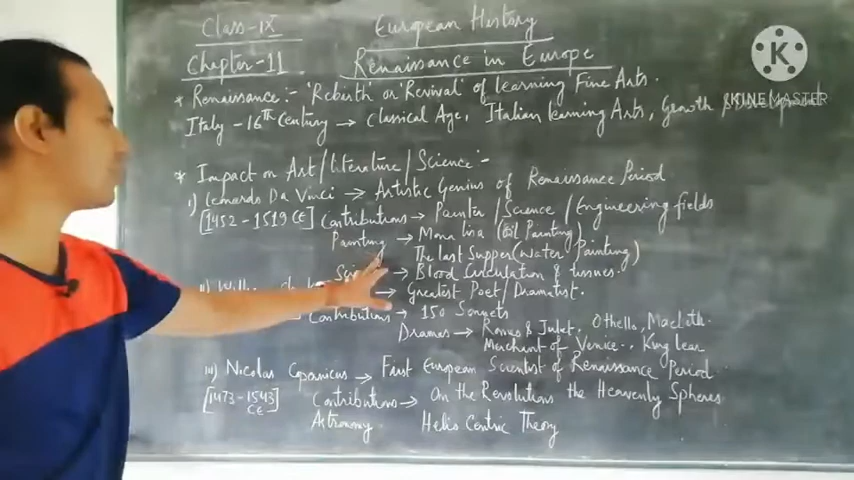 Class-IX European History
Chapter-11 Renaissance in Europe
* Renaissance:- 'Rebirth' or 'Revival' of learning Fine Arts.
Italy - 16th Century → Classical Age, Italian learning Arts, Growth
K
KINEMASTER
* Impact on Art/literature/Science:-
i) Leonardo Da Vinci → Artistic Genius of Renaissance Period
[1452 - 1519 CE] Contributions → Painter/Science/Engineering fields
Painting → Mona lisa (Oil Painting)
The last Supper (Water Painting)
→ Blood Circulation & tissues.
ii) → Greatest Poet/Dramatist.
Contributions → 150 Sonnets
Dramas → & Juliet, Othello, Macbeth.
Merchant of Venice.., King lear
iii) Nicolas Copernicus → First European Scientist of Renaissance Period
[1473 - 1543 CE] Contributions → On the Revolutions the Heavenly Spheres
Astronomy Helio Centric Theory